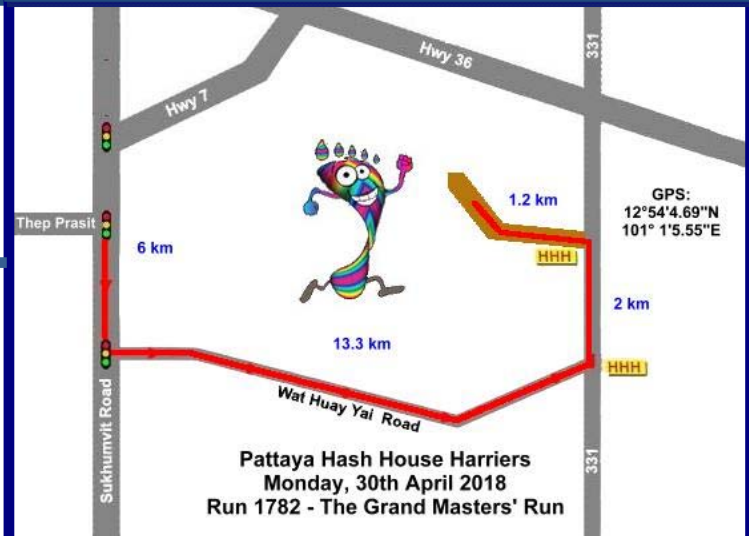 Hwy 36
331
Hwy 7
Thep Prasit
6 km
1.2 km
GPS:
12°54'4.69"N
101° 1'5.55"E
HHH
2 km
13.3 km
HHH
Wat Huay Yai Road
Sukhumvit Road
331
Pattaya Hash House Harriers
Monday, 30th April 2018
Run 1782 - The Grand Masters' Run